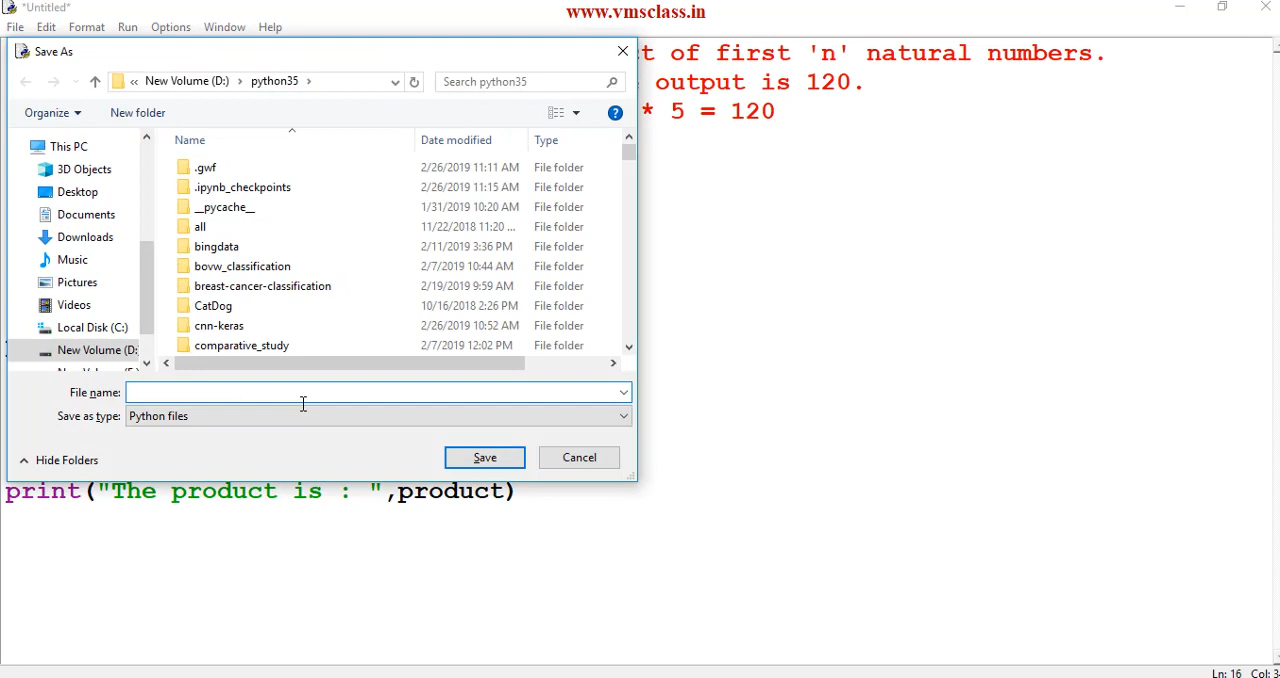 *Untitled*
www.vmsclass.in
File Edit Format Run Options Window Help
Save As
t of first 'n' natural numbers.
« New Volume (D:) > python35 >
Search python35
output is 120.
* 5 = 120
Organize
New folder
Name Date modified Type
This PC
3D Objects
Desktop
Documents
Downloads
Music
Pictures
Videos
Local Disk (C:)
New Volume (D:
.gwf 2/26/2019 11:11 AM File folder
.ipynb_checkpoints 2/26/2019 11:15 AM File folder
__pycache__ 1/31/2019 10:20 AM File folder
all 11/22/2018 11:20 ... File folder
bingdata 2/11/2019 3:36 PM File folder
bovw_classification 2/7/2019 10:44 AM File folder
breast-cancer-classification 2/19/2019 9:59 AM File folder
CatDog 10/16/2018 2:26 PM File folder
cnn-keras 2/26/2019 10:52 AM File folder
comparative_study 2/7/2019 12:02 PM File folder
File name:
Save as type: Python files
Hide Folders
Save
Cancel
print("The product is : ",product)
Ln: 16 Col: 3